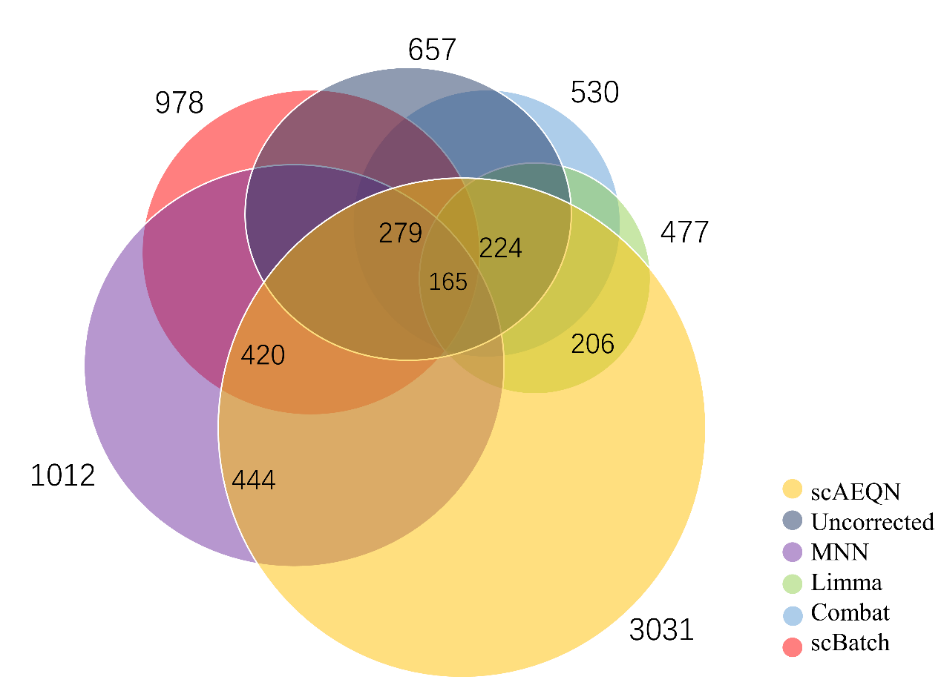 657
530
978
477
279
224
165
420
206
444
1012
3031
scAEQN
Uncorrected
MNN
Limma
Combat
scBatch